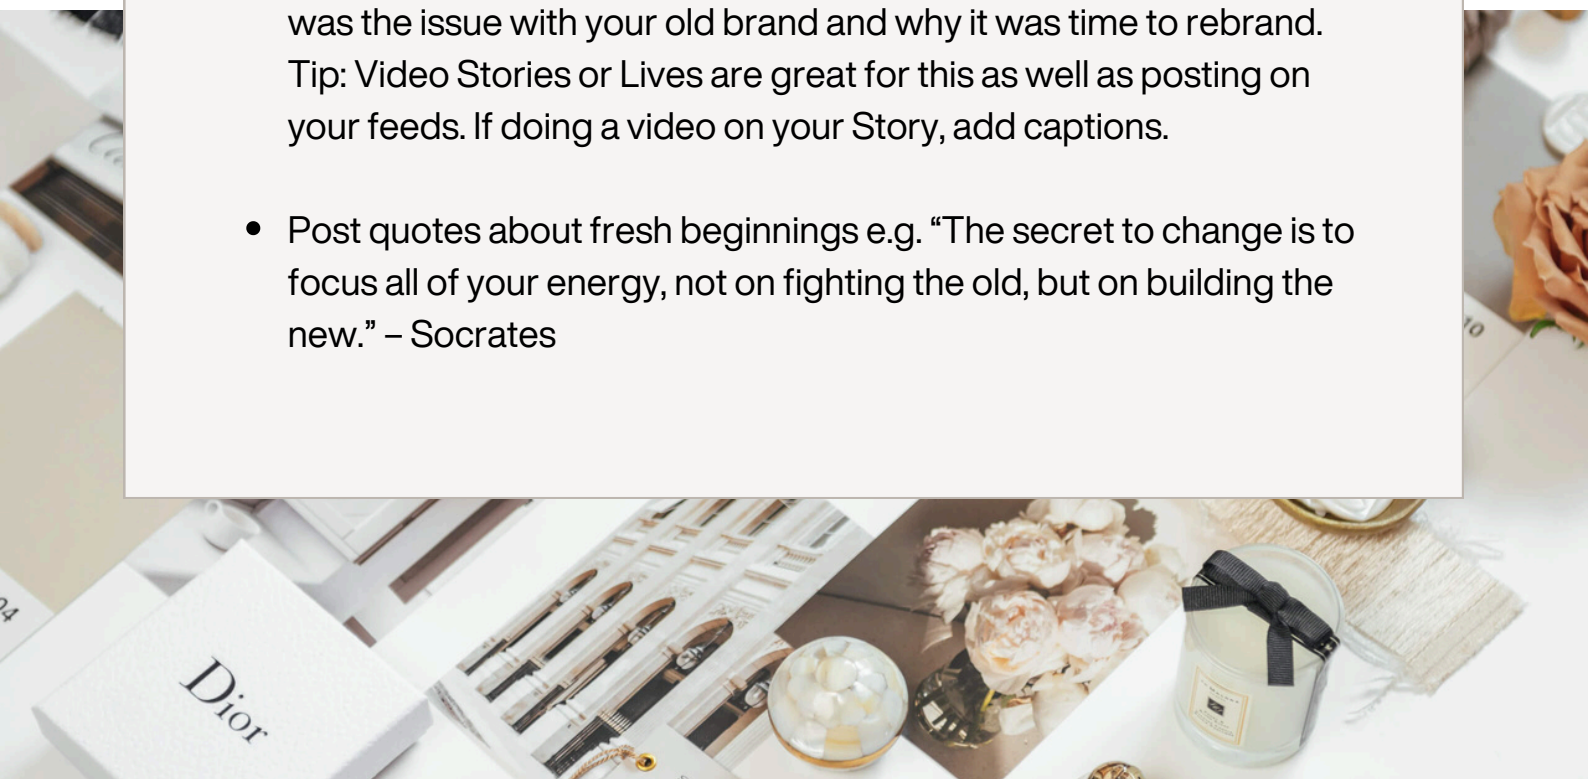 was the issue with your old brand and why it was time to rebrand.
Tip: Video Stories or Lives are great for this as well as posting on
your feeds. If doing a video on your Story, add captions.
• Post quotes about fresh beginnings e.g. “The secret to change is to
focus all of your energy, not on fighting the old, but on building the
new.” – Socrates
10
04
Dior